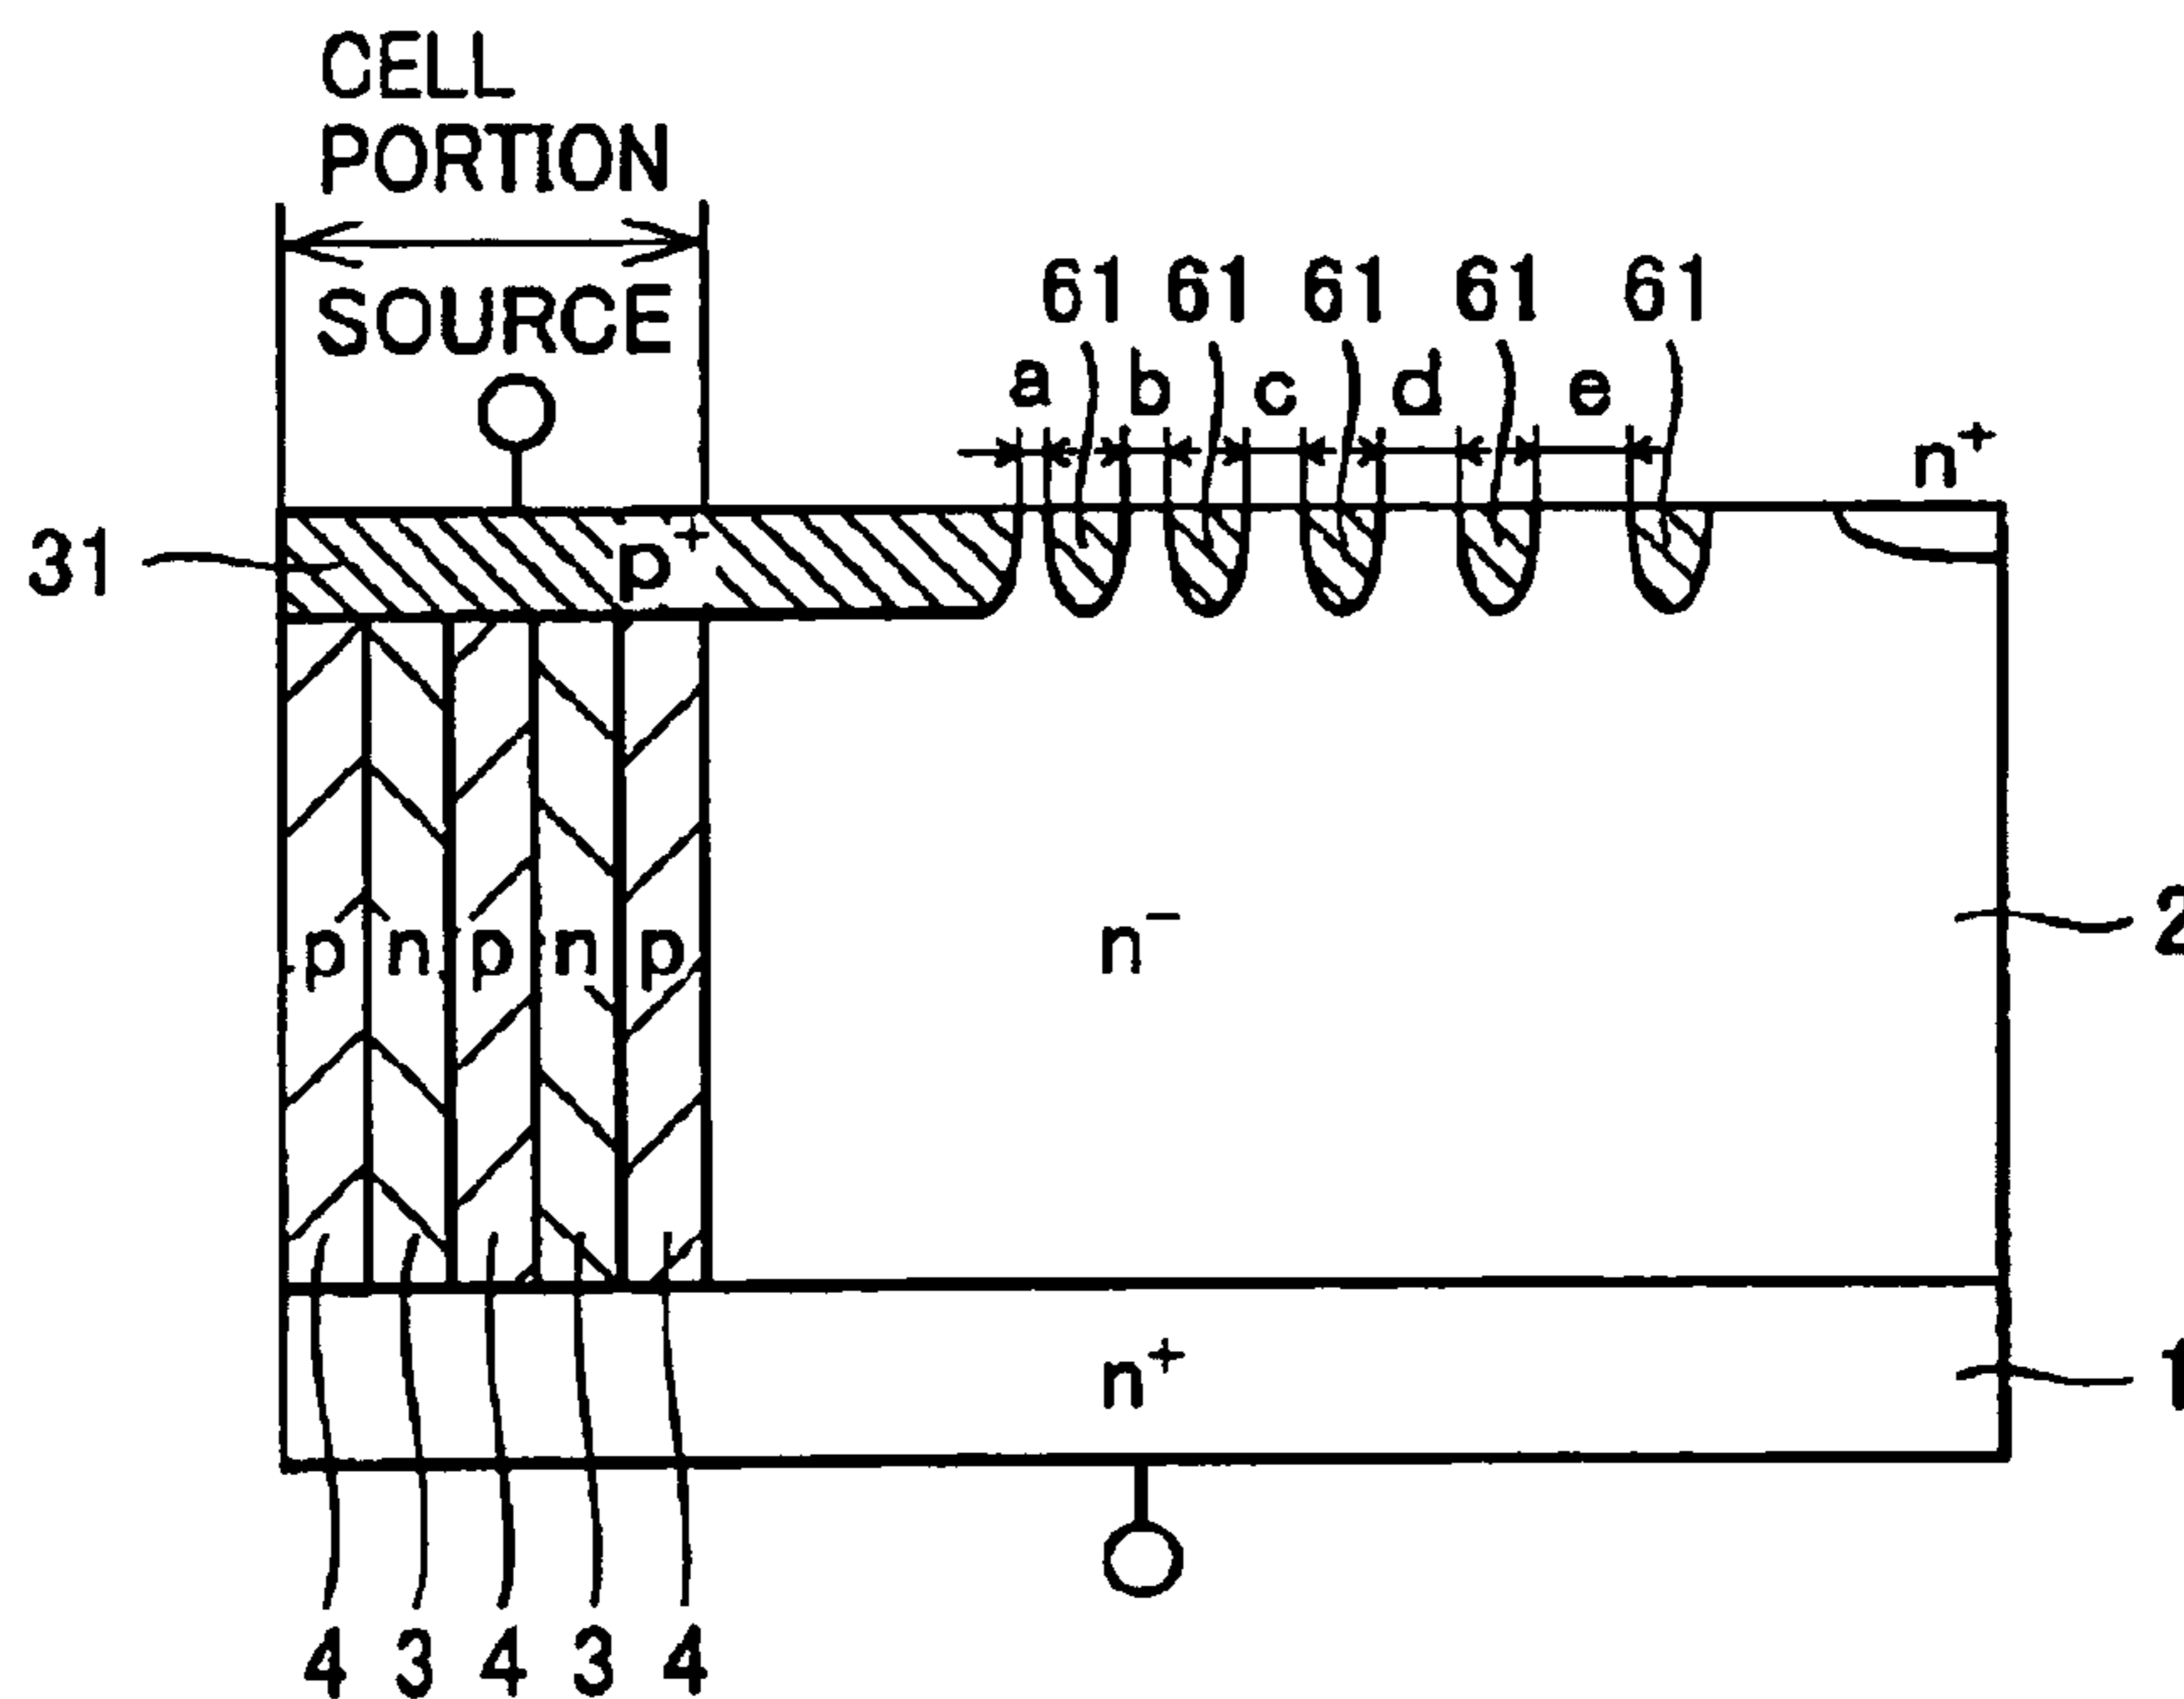 CELL
PORTION
SOURCE
61 61 61 61 61
a b c d e
n⁺
31
p⁺
p n p n p
n⁻
2
n⁺
1
4 3 4 3 4